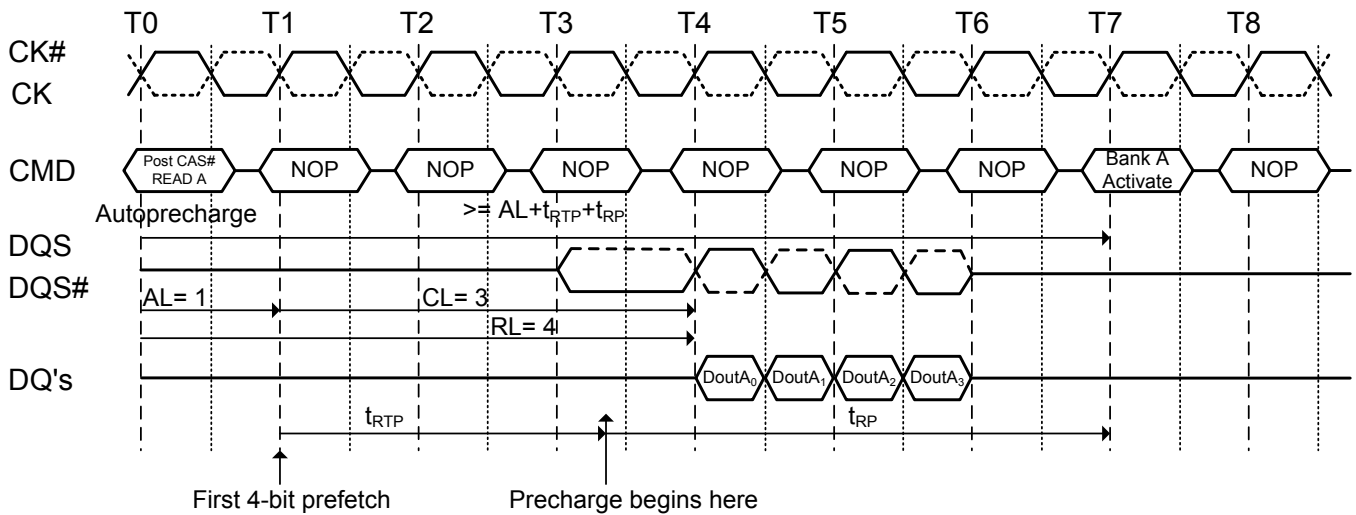 T0 T1 T2 T3 T4 T5 T6 T7 T8
CK#
CK
CMD
Post CAS#
READ A
NOP NOP NOP NOP NOP NOP
Bank A
Activate
NOP
Autoprecharge
>= AL+tRTP+tRP
DQS
DQS#
AL= 1
CL= 3
RL= 4
DQ's
DoutA0 DoutA1 DoutA2 DoutA3
tRTP
tRP
First 4-bit prefetch
Precharge begins here